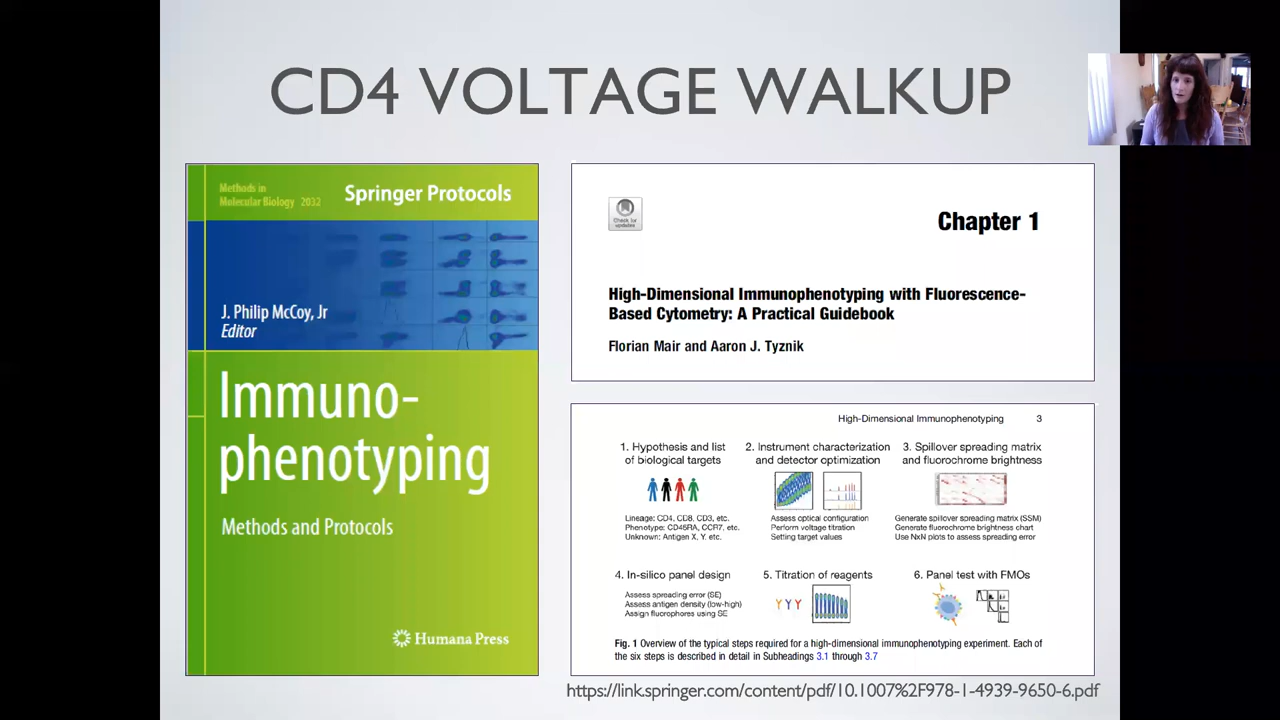 CD4 VOLTAGE WALKUP
Methods in
Molecular Biology 2032
Springer Protocols
J. Philip McCoy, Jr
Editor
Immuno-
phenotyping
Methods and Protocols
Humana Press
Check for
updates
Chapter 1
High-Dimensional Immunophenotyping with Fluorescence-
Based Cytometry: A Practical Guidebook
Florian Mair and Aaron J. Tyznik
High-Dimensional Immunophenotyping 3
1. Hypothesis and list
of biological targets
Lineage: CD4, CD8, CD3, etc.
Phenotype: CD45RA, CCR7, etc.
Unknown: Antigen X, Y. etc.
2. Instrument characterization
and detector optimization
Assess optical configuration
Perform voltage titration
Setting target values
3. Spillover spreading matrix
and fluorochrome brightness
Generate spillover spreading matrix (SSM)
Generate fluorochrome brightness chart
Use NxN plots to assess spreading error
4. In-silico panel design
Assess spreading error (SE)
Assess antigen density (low-high)
Assign fluorophores using SE
5. Titration of reagents
6. Panel test with FMOs
Fig. 1 Overview of the typical steps required for a high-dimensional immunophenotyping experiment. Each of
the six steps is described in detail in Subheadings 3.1 through 3.7
https://link.springer.com/content/pdf/10.1007%2F978-1-4939-9650-6.pdf